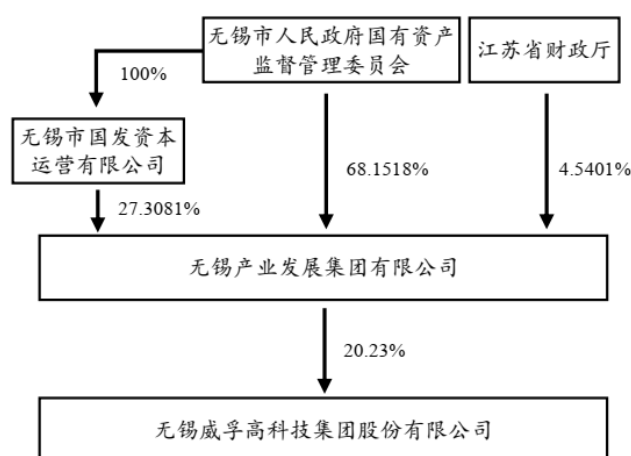 无锡市人民政府国有资产
监督管理委员会
江苏省财政厅
100%
无锡市国发资本
运营有限公司
68.1518%
4.5401%
27.3081%
无锡产业发展集团有限公司
20.23%
无锡威孚高科技集团股份有限公司